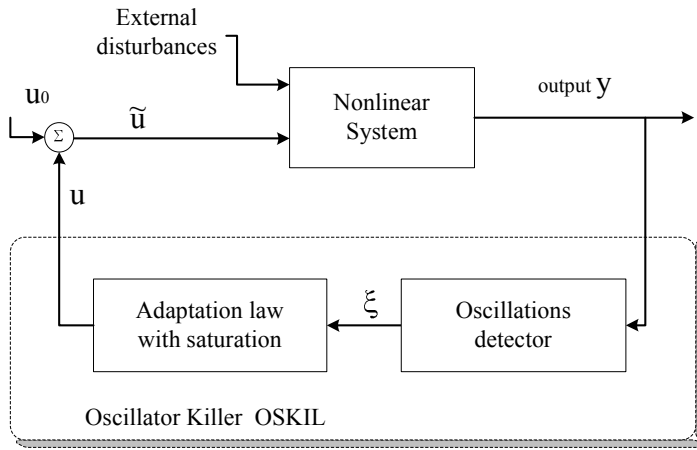 External
disturbances
u0
Σ
ũ
Nonlinear
System
output y
u
Adaptation law
with saturation
ξ
Oscillations
detector
Oscillator Killer OSKIL